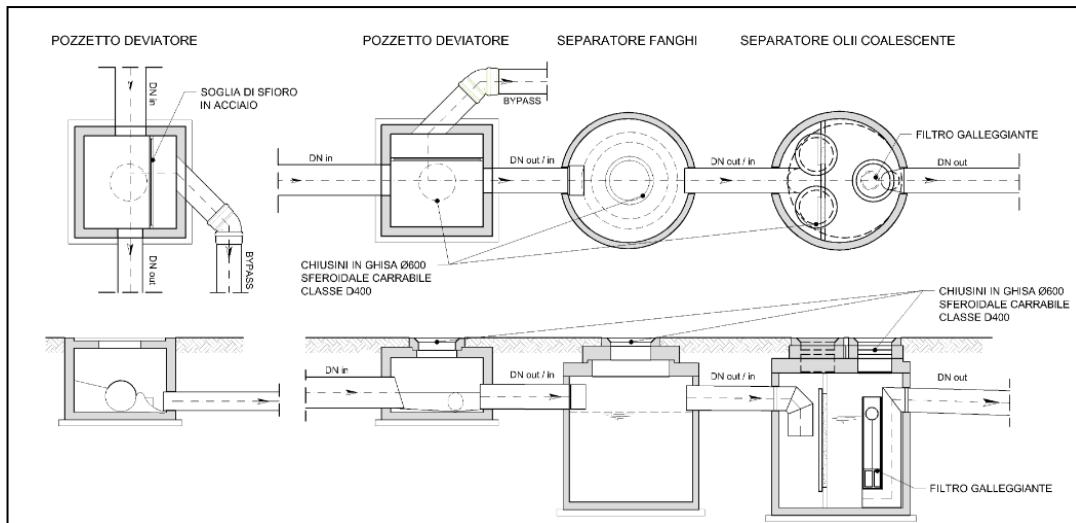 POZZETTO DEVIATORE
POZZETTO DEVIATORE
SEPARATORE FANGHI
SEPARATORE OLII COALESCENTE
DN in
SOGLIA DI SFIORO
IN ACCIAIO
BYPASS
FILTRO GALLEGGIANTE
DN in
DN out / in
DN out / in
DN out
DN out
BYPASS
CHIUSINI IN GHISA Ø600
SFEROIDALE CARRABILE
CLASSE D400
CHIUSINI IN GHISA Ø600
SFEROIDALE CARRABILE
CLASSE D400
DN in
DN out / in
DN out / in
DN out
FILTRO GALLEGGIANTE